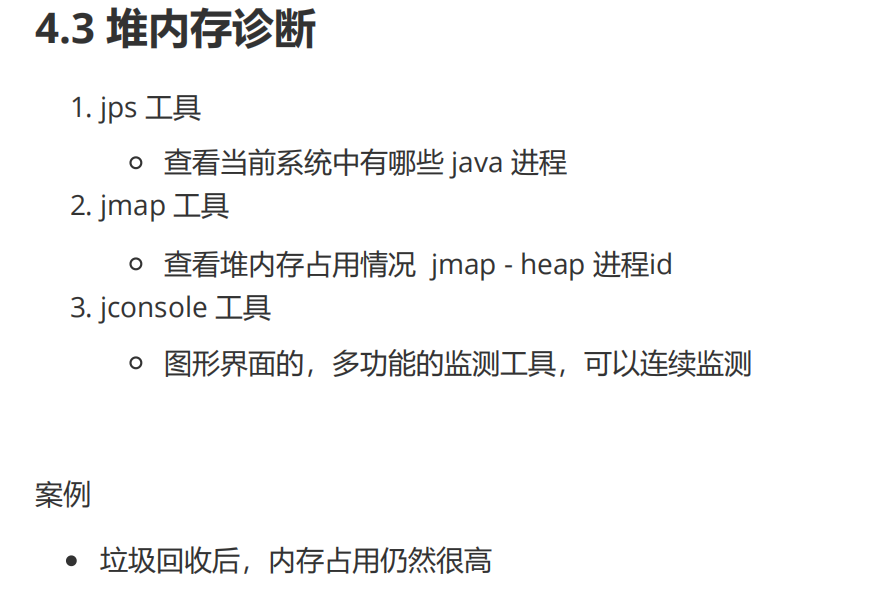 4.3 堆内存诊断
1. jps 工具
查看当前系统中有哪些 java 进程
2. jmap 工具
查看堆内存占用情况 jmap - heap 进程id
3. jconsole 工具
图形界面的，多功能的监测工具，可以连续监测
案例
垃圾回收后，内存占用仍然很高